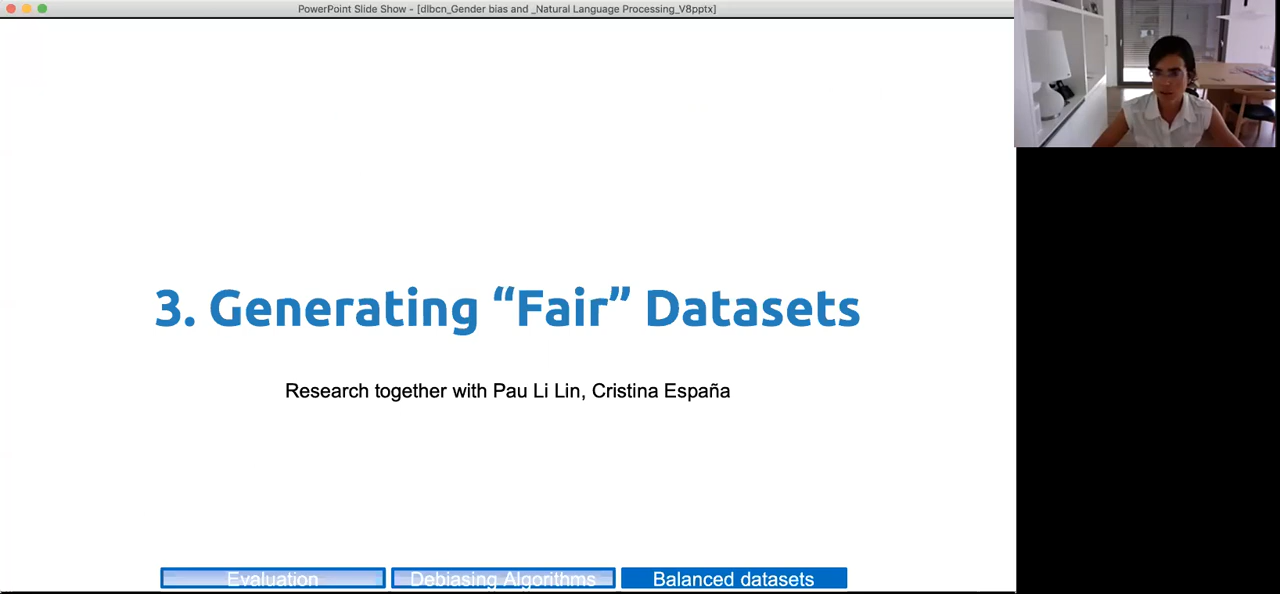 PowerPoint Slide Show - [dlbcn_Gender bias and _Natural Language Processing_V8pptx]
3. Generating “Fair” Datasets
Research together with Pau Li Lin, Cristina España
Evaluation
Debiasing Algorithms
Balanced datasets